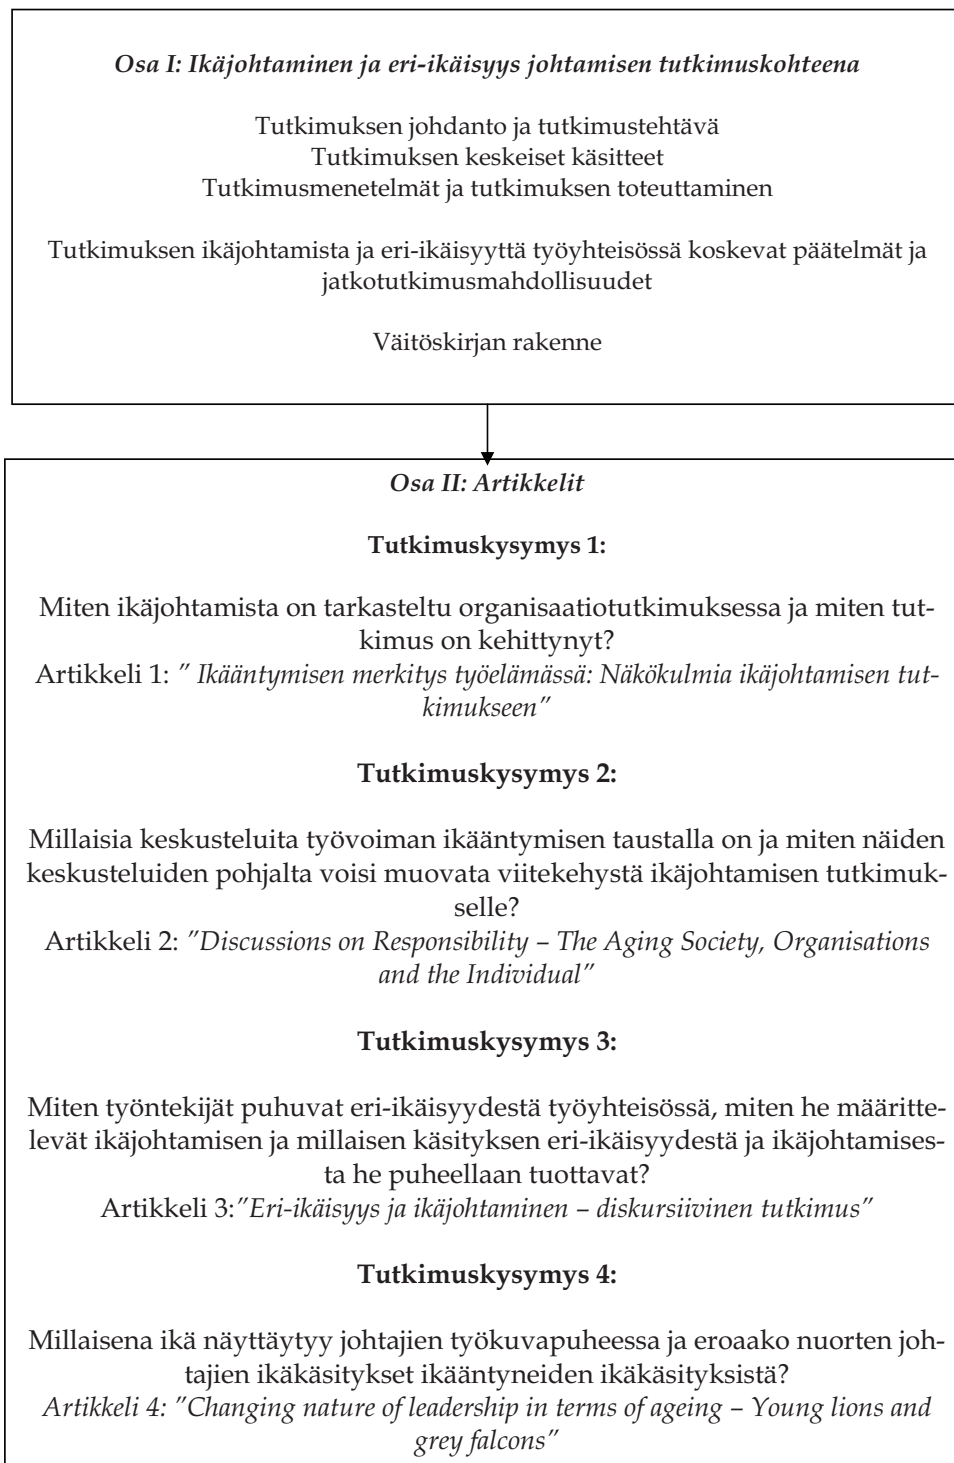 Osa I: Ikäjohtaminen ja eri-ikäisyys johtamisen tutkimuskohteena
Tutkimuksen johdanto ja tutkimustehtävä
Tutkimuksen keskeiset käsitteet
Tutkimusmenetelmät ja tutkimuksen toteuttaminen
Tutkimuksen ikäjohtamista ja eri-ikäisyyttä työyhteisössä koskevat päätelmät ja
jatkotutkimusmahdollisuudet
Väitöskirjan rakenne
Osa II: Artikkelit
Tutkimuskysymys 1:
Miten ikäjohtamista on tarkasteltu organisaatiotutkimuksessa ja miten tut-
kimus on kehittynyt?
Artikkeli 1: ” Ikääntymisen merkitys työelämässä: Näkökulmia ikäjohtamisen tut-
kimukseen”
Tutkimuskysymys 2:
Millaisia keskusteluita työvoiman ikääntymisen taustalla on ja miten näiden
keskusteluiden pohjalta voisi muovata viitekehystä ikäjohtamisen tutkimuk-
selle?
Artikkeli 2: ”Discussions on Responsibility – The Aging Society, Organisations
and the Individual”
Tutkimuskysymys 3:
Miten työntekijät puhuvat eri-ikäisyydestä työyhteisössä, miten he määritte-
levät ikäjohtamisen ja millaisen käsityksen eri-ikäisyydestä ja ikäjohtamises-
ta he puheellaan tuottavat?
Artikkeli 3:”Eri-ikäisyys ja ikäjohtaminen – diskursiivinen tutkimus”
Tutkimuskysymys 4:
Millaisena ikä näyttäytyy johtajien työkuvapuheessa ja eroaako nuorten joh-
tajien ikäkäsitykset ikääntyneiden ikäkäsityksistä?
Artikkeli 4: ”Changing nature of leadership in terms of ageing – Young lions and
grey falcons”